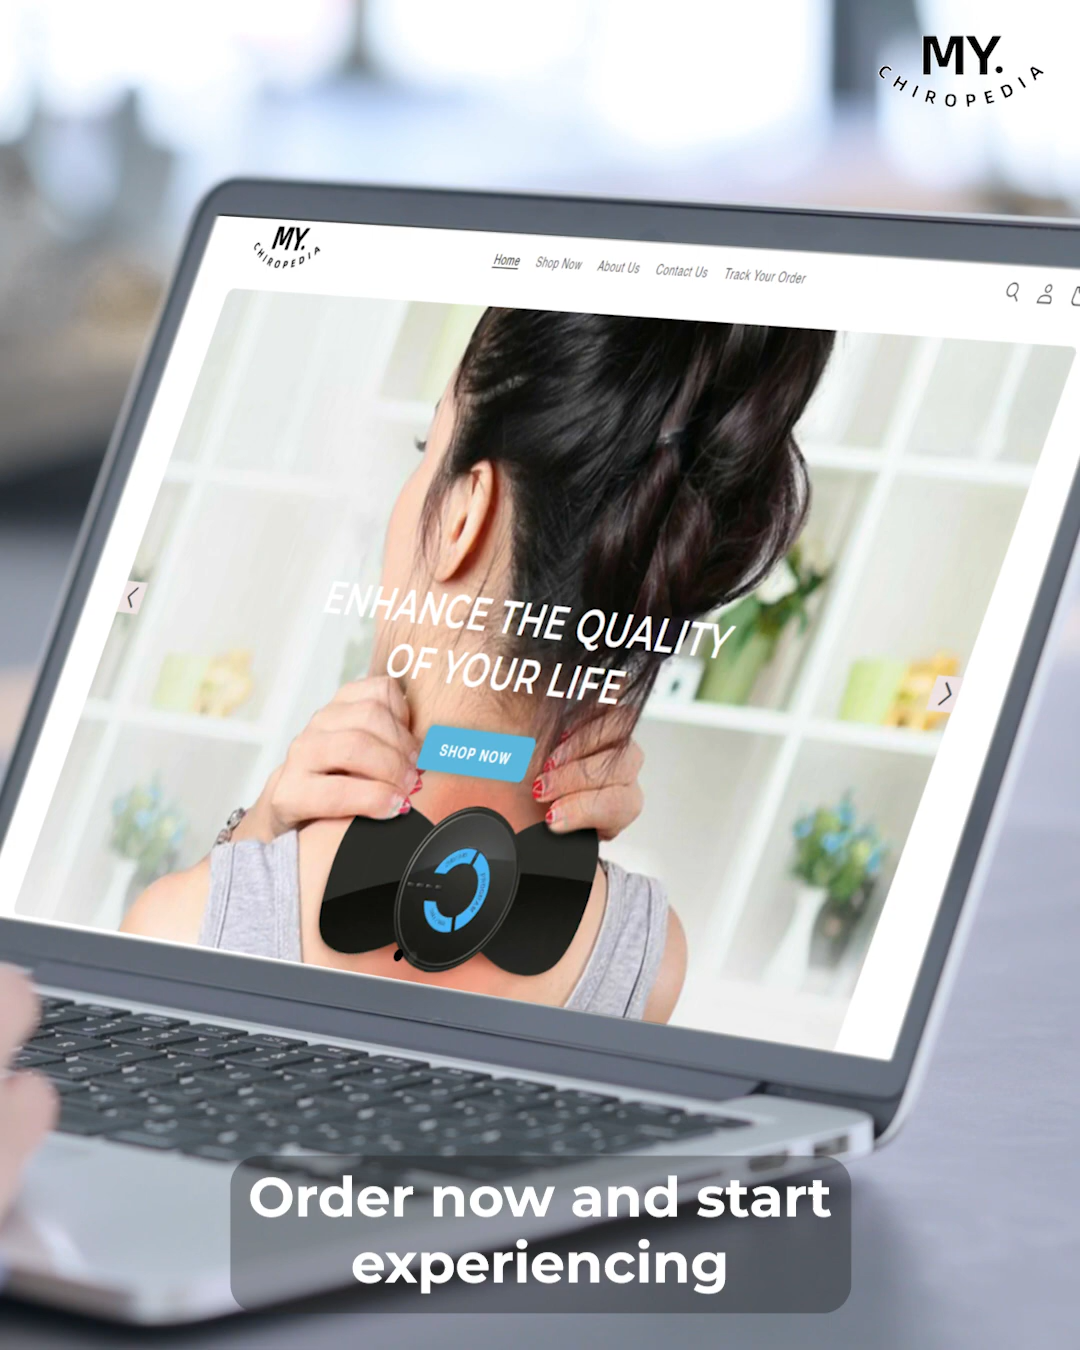 MY.
CHIROPEDIA
MY.
CHIROPEDIA
Home Shop Now About Us Contact Us Track Your Order
ENHANCE THE QUALITY
OF YOUR LIFE
SHOP NOW
PROGRAM
Order now and start
experiencing